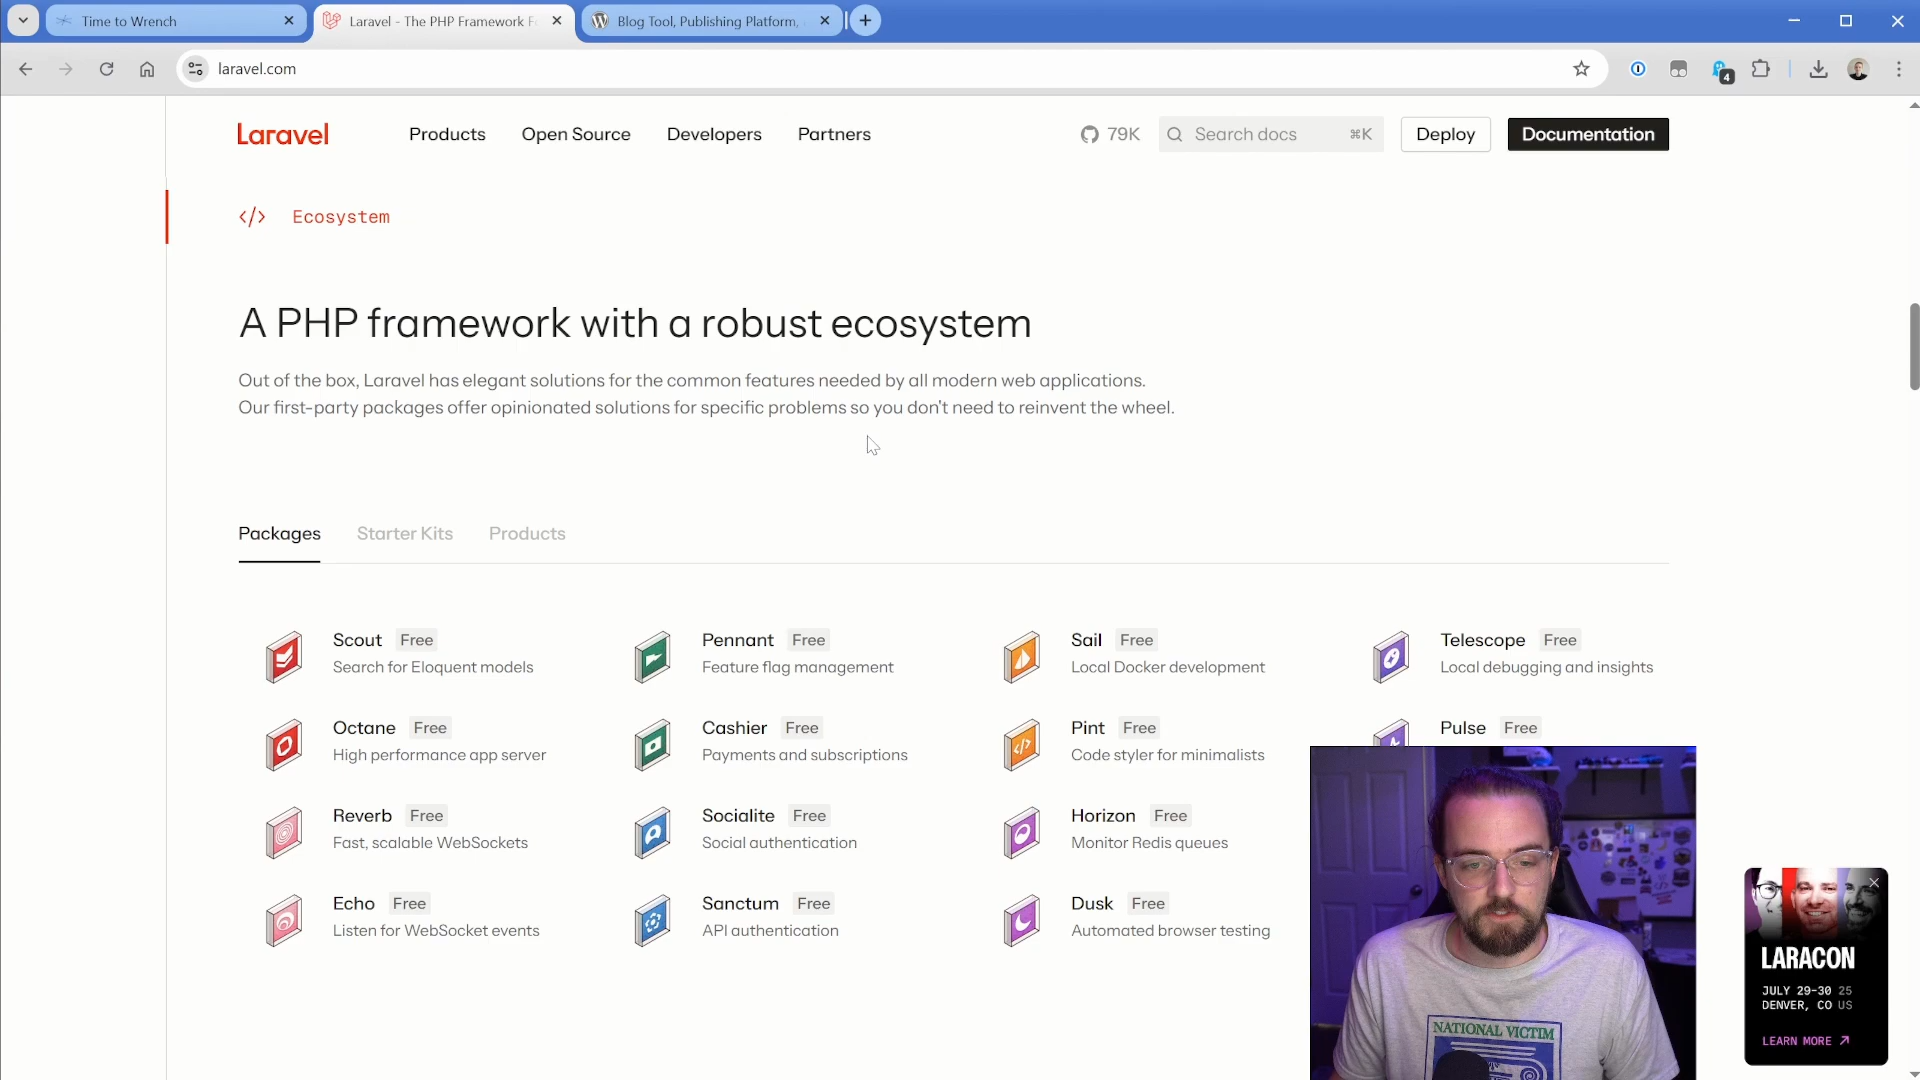 Time to Wrench
Laravel - The PHP Framework F
Blog Tool, Publishing Platform,
laravel.com
4
Laravel
Products
Open Source
Developers
Partners
79K
Search docs
⌘K
Deploy
Documentation
</> Ecosystem
A PHP framework with a robust ecosystem
Out of the box, Laravel has elegant solutions for the common features needed by all modern web applications.
Our first-party packages offer opinionated solutions for specific problems so you don't need to reinvent the wheel.
Packages
Starter Kits
Products
Scout Free
Search for Eloquent models
Pennant Free
Feature flag management
Sail Free
Local Docker development
Telescope Free
Local debugging and insights
Octane Free
High performance app server
Cashier Free
Payments and subscriptions
Pint Free
Code styler for minimalists
Pulse Free
Reverb Free
Fast, scalable WebSockets
Socialite Free
Social authentication
Horizon Free
Monitor Redis queues
Echo Free
Listen for WebSocket events
Sanctum Free
API authentication
Dusk Free
Automated browser testing
NATIONAL VICTIM
LARACON
JULY 29-30 25
DENVER, CO US
LEARN MORE